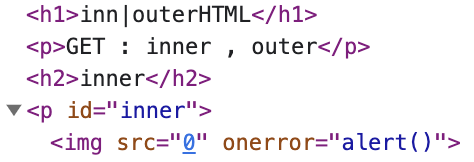 <h1>inn|outerHTML</h1>
<p>GET : inner , outer</p>
<h2>inner</h2>
▼<p id="inner">
<img src="0" onerror="alert()">